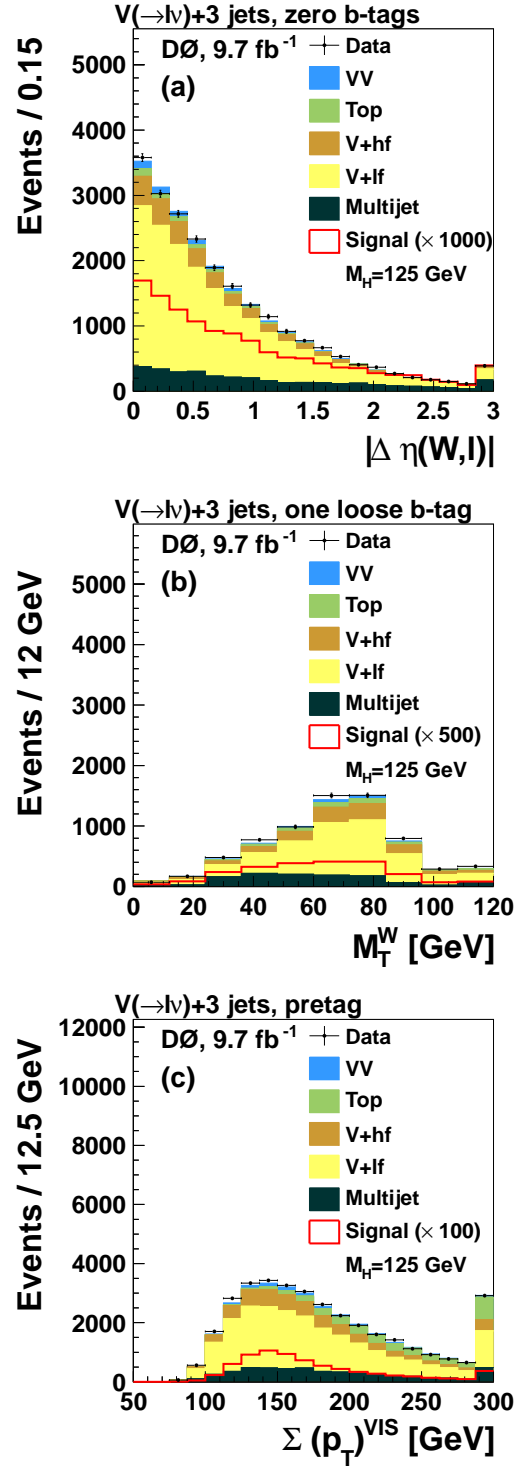 V(→lν)+3 jets, zero b-tags
DØ, 9.7 fb⁻¹
(a)
Data
VV
Top
V+hf
V+lf
Multijet
Signal (× 1000)
M_H=125 GeV
Events / 0.15
5000
4000
3000
2000
1000
0
0 0.5 1 1.5 2 2.5 3
|Δ η(W,l)|
V(→lν)+3 jets, one loose b-tag
DØ, 9.7 fb⁻¹
(b)
Data
VV
Top
V+hf
V+lf
Multijet
Signal (× 500)
M_H=125 GeV
Events / 12 GeV
5000
4000
3000
2000
1000
0
0 20 40 60 80 100 120
M_T^W [GeV]
V(→lν)+3 jets, pretag
DØ, 9.7 fb⁻¹
(c)
Data
VV
Top
V+hf
V+lf
Multijet
Signal (× 100)
M_H=125 GeV
Events / 12.5 GeV
12000
10000
8000
6000
4000
2000
0
50 100 150 200 250 300
Σ (p_T)^VIS [GeV]